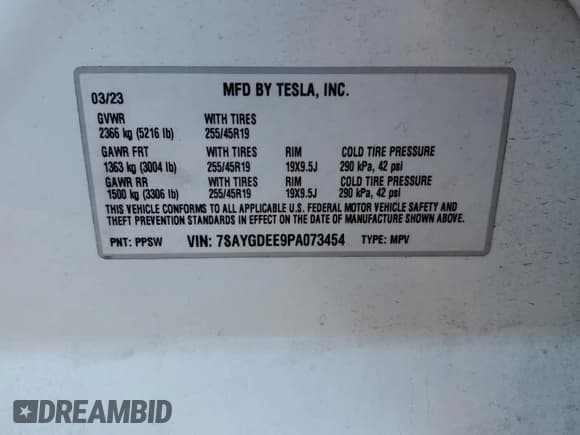 03/23 MFD BY TESLA, INC.
GVWR WITH TIRES
2366 kg (5216 lb) 255/45R19
GAWR FRT WITH TIRES RIM COLD TIRE PRESSURE
1363 kg (3004 lb) 255/45R19 19X9.5J 290 kPa, 42 psi
GAWR RR WITH TIRES RIM COLD TIRE PRESSURE
1500 kg (3306 lb) 255/45R19 19X9.5J 290 kPa, 42 psi
THIS VEHICLE CONFORMS TO ALL APPLICABLE U.S. FEDERAL MOTOR VEHICLE SAFETY AND
THEFT PREVENTION STANDARDS IN EFFECT ON THE DATE OF MANUFACTURE SHOWN ABOVE.
PNT: PPSW VIN: 7SAYGDEE9PA073454 TYPE: MPV
DREAMBID